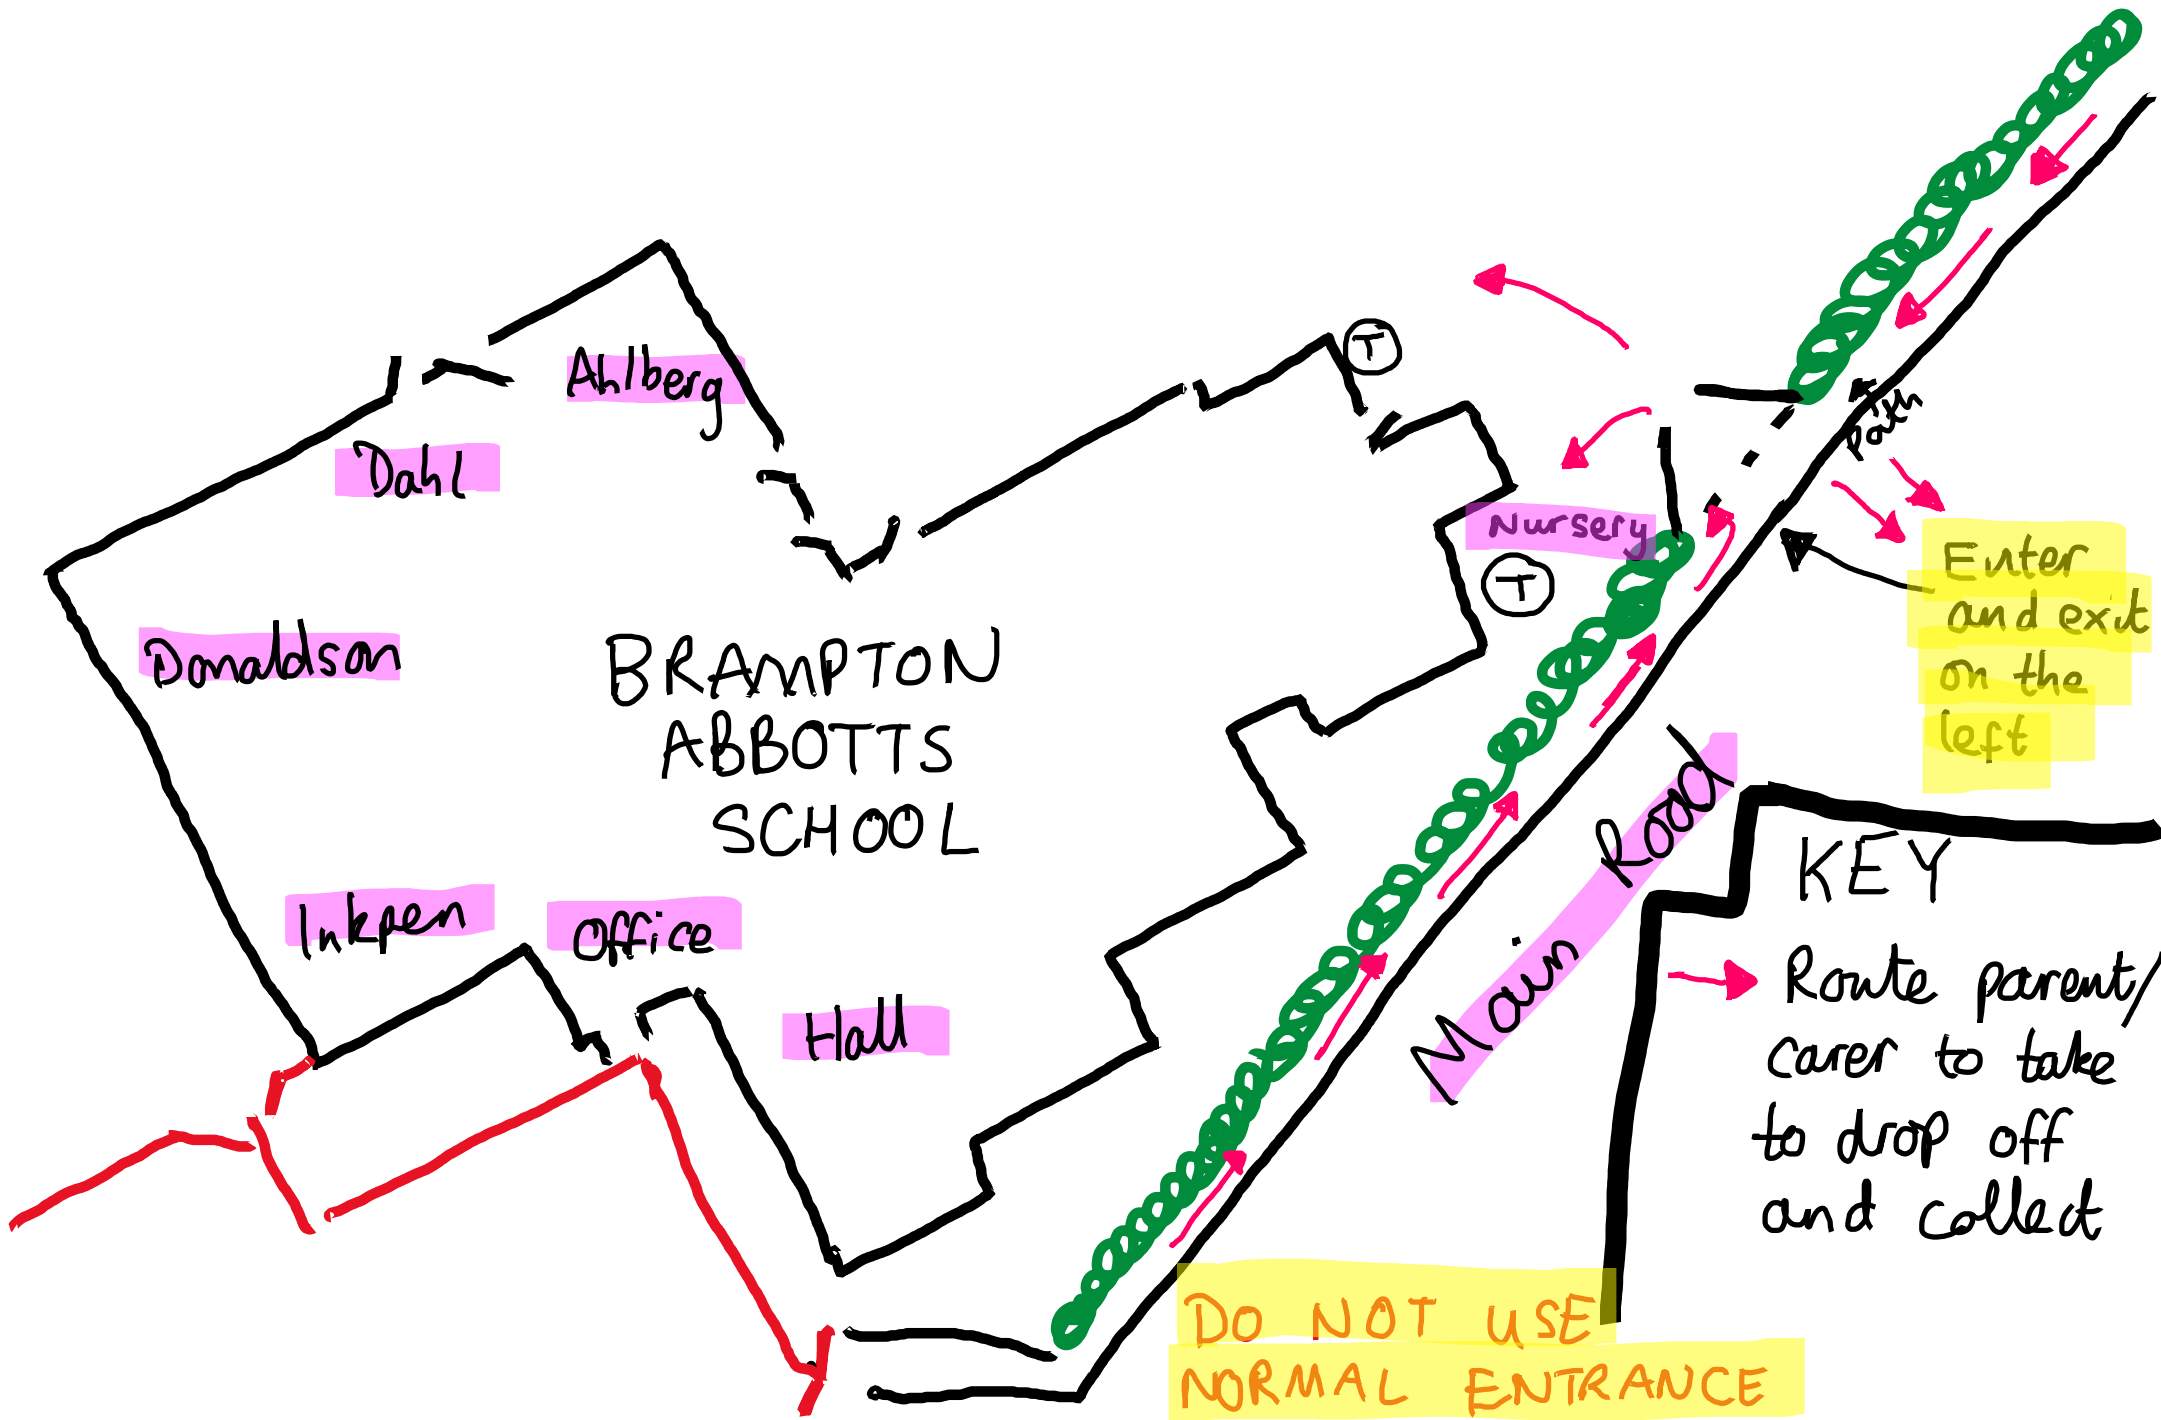 Ahlberg
T
Dahl
Path
Nursery
T
Enter
and exit
on the
left
Donaldson
BRAMPTON
ABBOTTS
SCHOOL
Main Road
KEY
Inkpen
Office
Hall
Route parent/
carer to take
to drop off
and collect
DO NOT USE
NORMAL ENTRANCE